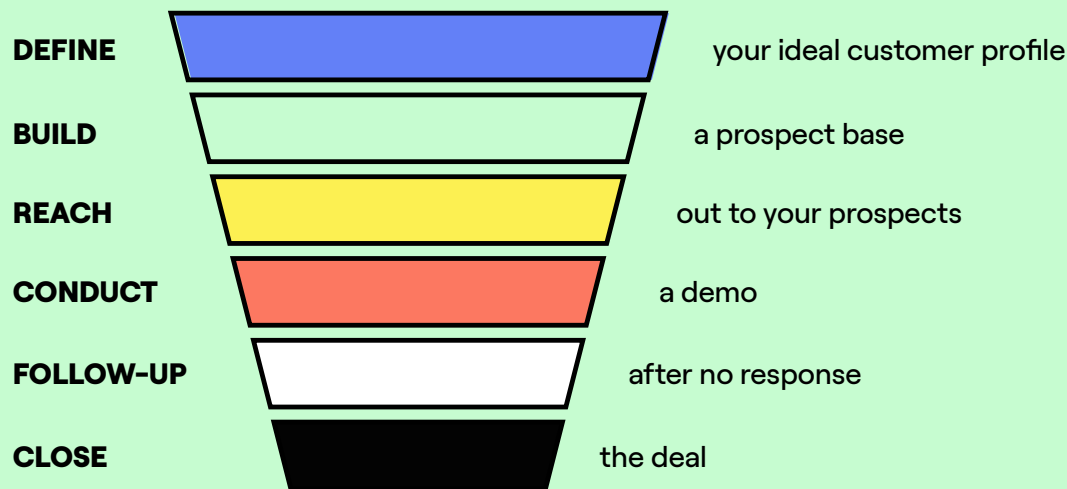 DEFINE your ideal customer profile
BUILD a prospect base
REACH out to your prospects
CONDUCT a demo
FOLLOW-UP after no response
CLOSE the deal